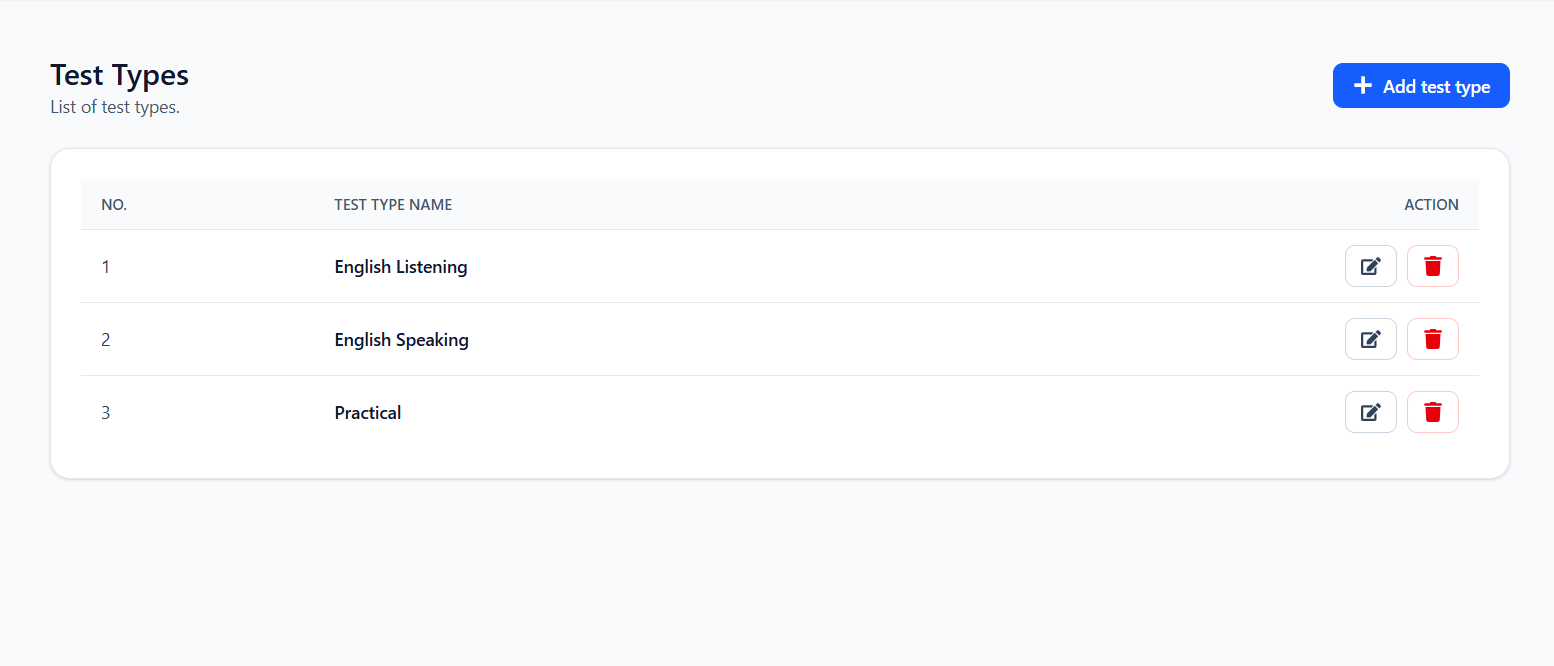 Test Types
List of test types.
Add test type
NO. TEST TYPE NAME ACTION
1 English Listening
2 English Speaking
3 Practical